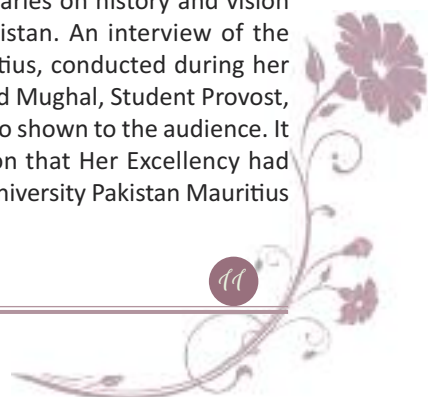 aries on history and vision
istan. An interview of the
tius, conducted during her
d Mughal, Student Provost,
o shown to the audience. It
on that Her Excellency had
niversity Pakistan Mauritius
11